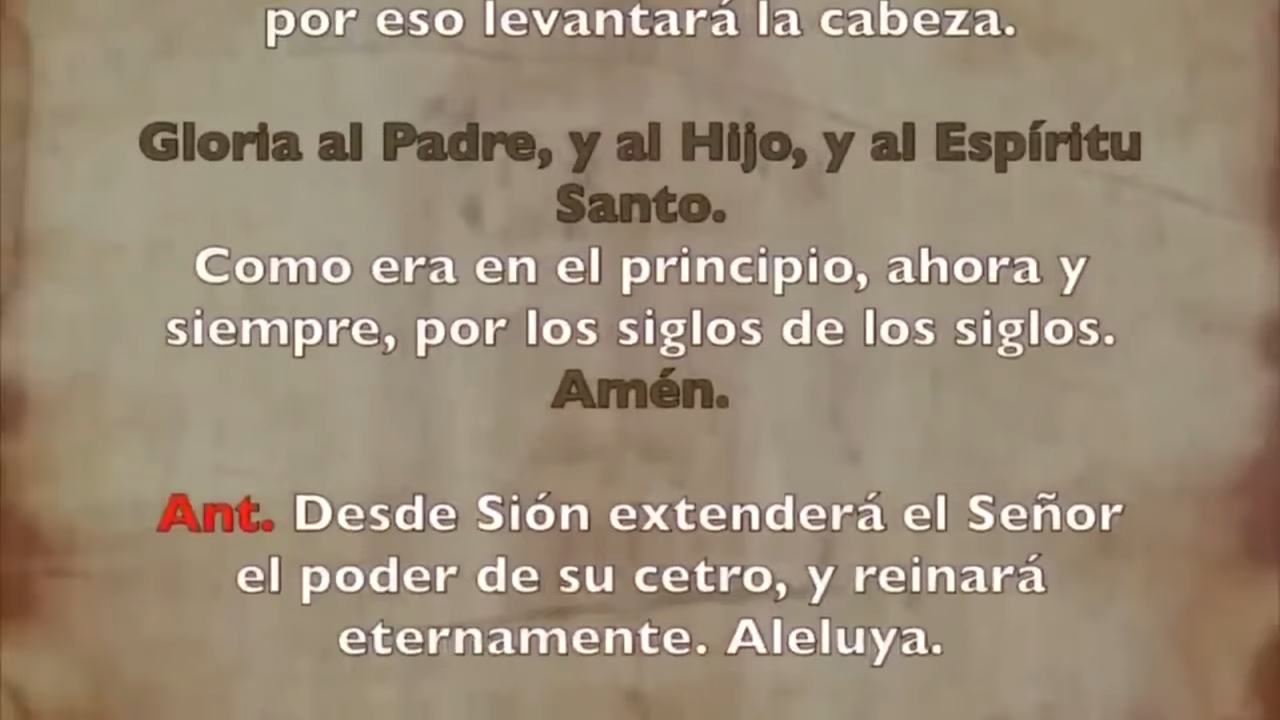 por eso levantará la cabeza.
Gloria al Padre, y al Hijo, y al Espíritu
Santo.
Como era en el principio, ahora y
siempre, por los siglos de los siglos.
Amén.
Ant. Desde Sión extenderá el Señor
el poder de su cetro, y reinará
eternamente. Aleluya.